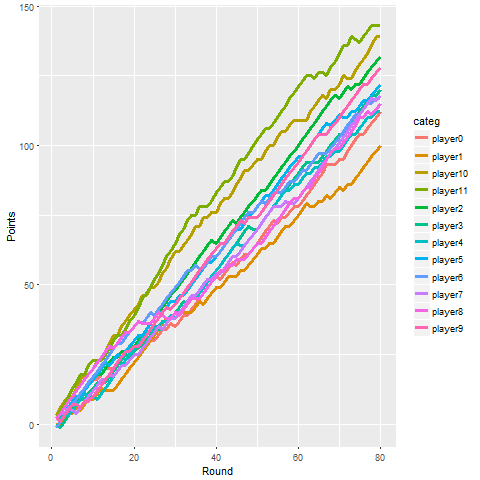 150
100
50
0
Points
0
20
40
60
80
Round
categ
player0
player1
player10
player11
player2
player3
player4
player5
player6
player7
player8
player9